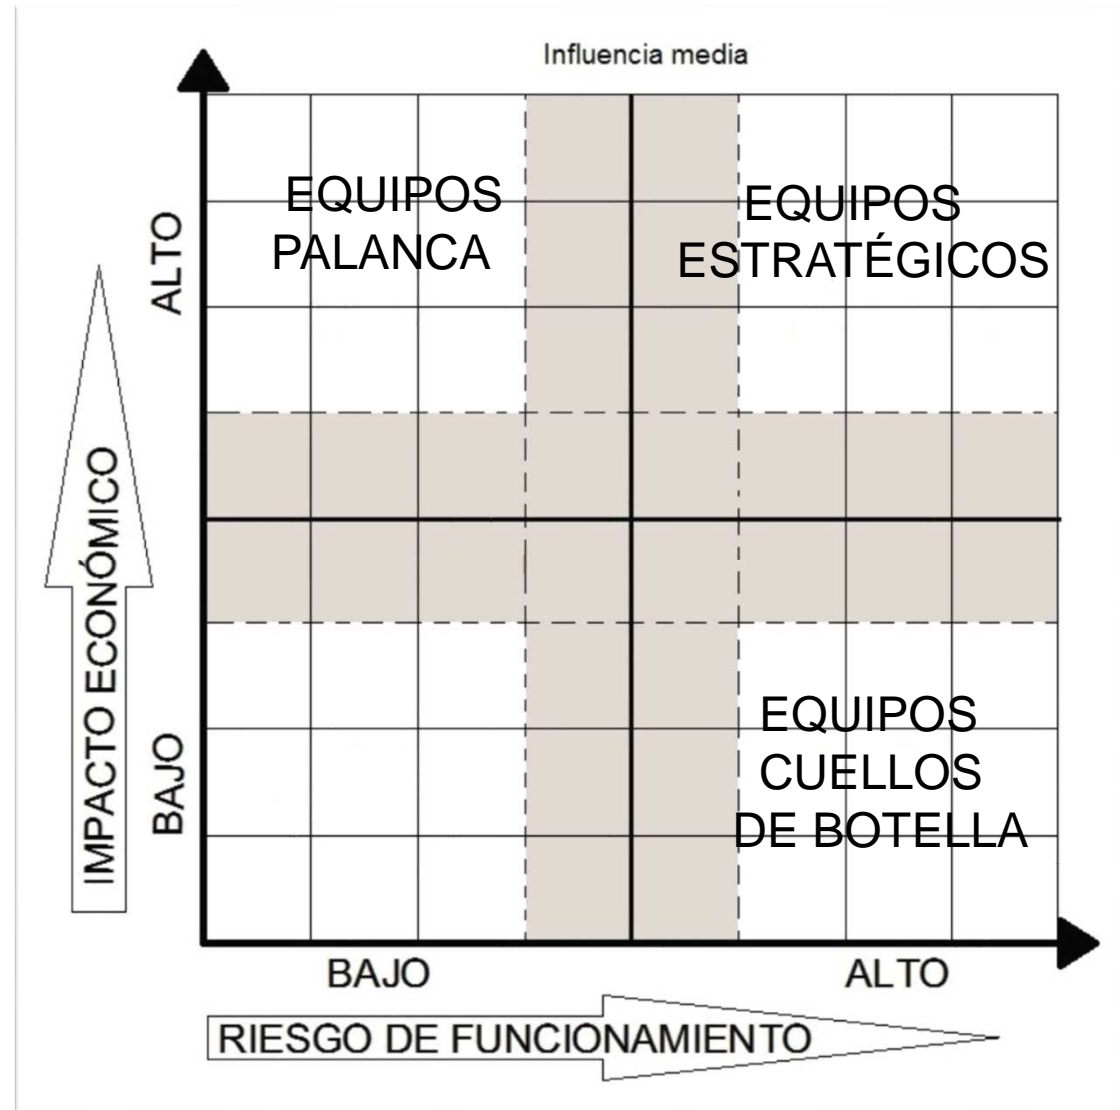 Influencia media
EQUIPOS
PALANCA
EQUIPOS
ESTRATÉGICOS
ALTO
IMPACTO ECONÓMICO
BAJO
EQUIPOS
CUELLOS
DE BOTELLA
BAJO
ALTO
RIESGO DE FUNCIONAMIENTO